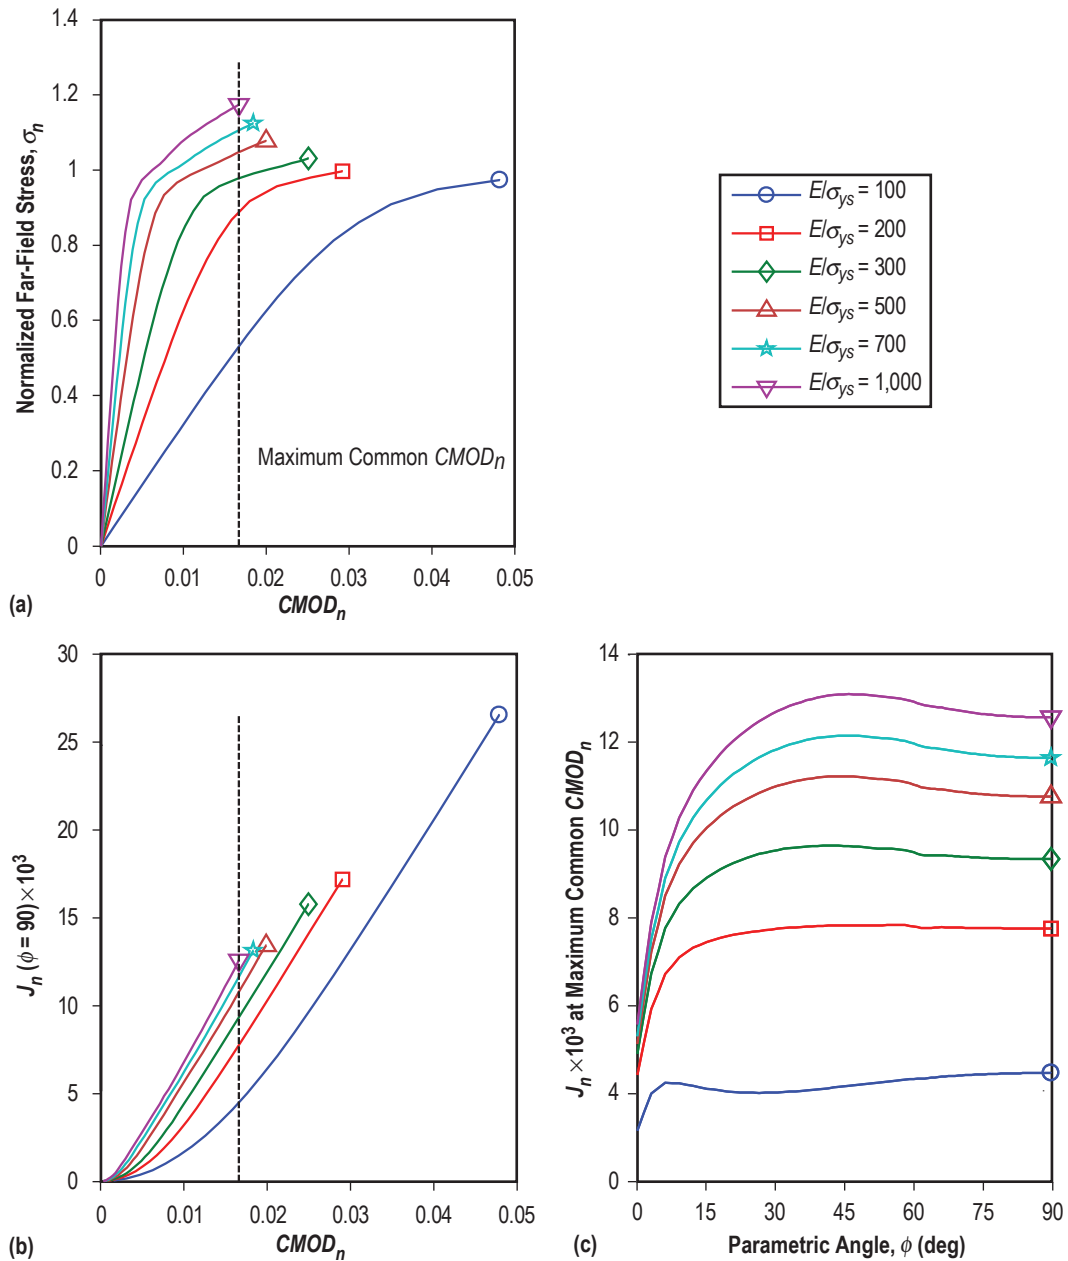 1.4
1.2
1
0.8
0.6
0.4
0.2
0
Normalized Far-Field Stress, σn
Maximum Common CMODn
0 0.01 0.02 0.03 0.04 0.05
CMODn
(a)
E/σys = 100
E/σys = 200
E/σys = 300
E/σys = 500
E/σys = 700
E/σys = 1,000
30
25
20
15
10
5
0
Jn (ϕ = 90) × 10³
0 0.01 0.02 0.03 0.04 0.05
CMODn
(b)
14
12
10
8
6
4
2
0
Jn ×10³ at Maximum Common CMODn
0 15 30 45 60 75 90
Parametric Angle, ϕ (deg)
(c)